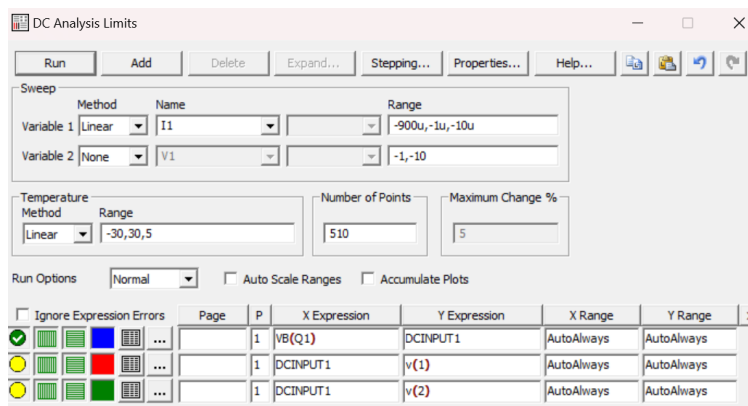 DC Analysis Limits
Run Add Delete Expand... Stepping... Properties... Help...
Sweep
Method Name Range
Variable 1 Linear I1 -900u,-1u,-10u
Variable 2 None V1 -1,-10
Temperature Number of Points Maximum Change %
Method Range
Linear -30,30,5 510 5
Run Options Normal Auto Scale Ranges Accumulate Plots
Ignore Expression Errors Page P X Expression Y Expression X Range Y Range
... 1 VB(Q1) DCINPUT1 AutoAlways AutoAlways
... 1 DCINPUT1 v(1) AutoAlways AutoAlways
... 1 DCINPUT1 v(2) AutoAlways AutoAlways